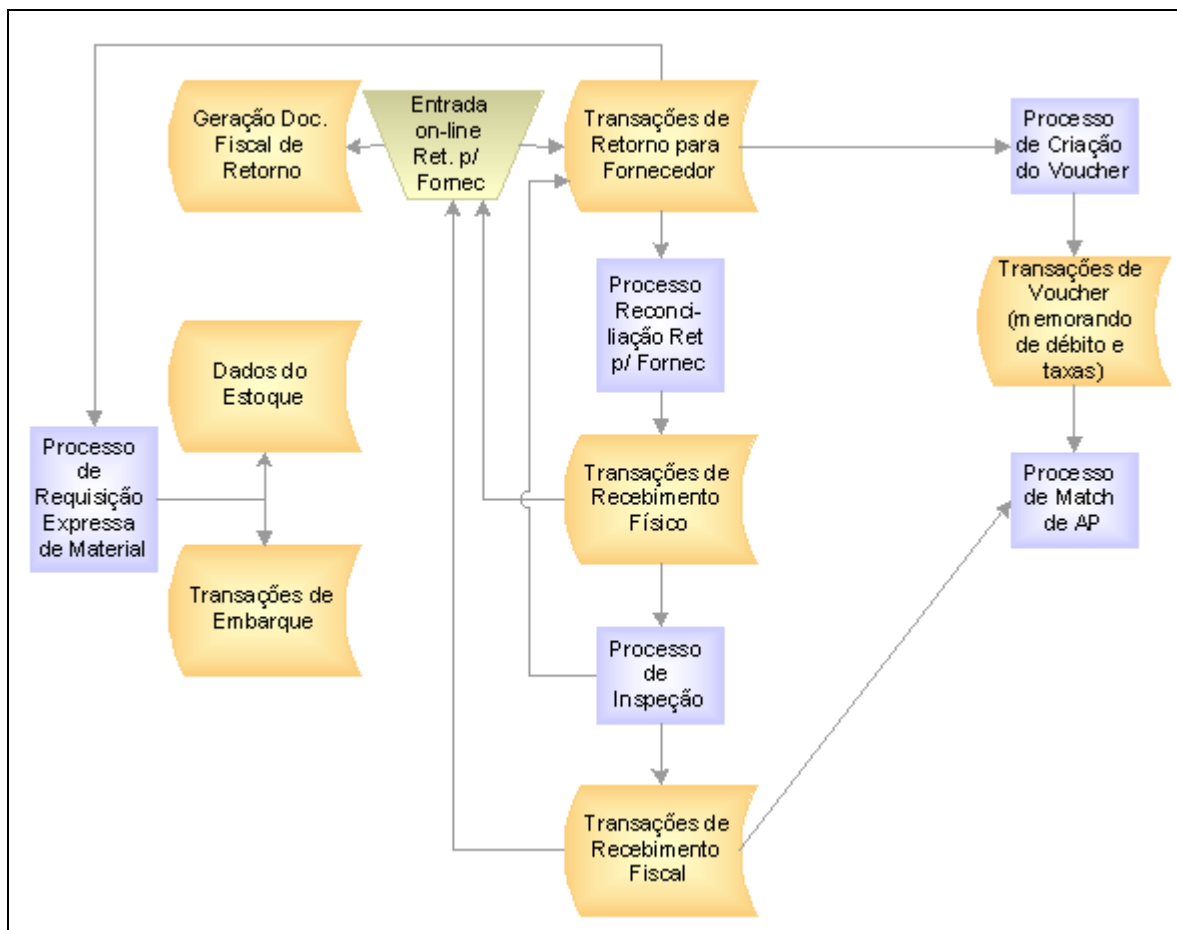 Geração Doc.
Fiscal de
Retorno
Entrada
on-line
Ret. p/
Fornec
Transações de
Retorno para
Fornecedor
Processo
de Criação
do Voucher
Processo
Reconci-
liação Ret
p/ Fornec
Transações de
Voucher
(memorando
de débito e
taxas)
Dados do
Estoque
Processo
de
Requisição
Expressa
de Material
Transações de
Recebimento
Físico
Processo
de Match
de AP
Transações de
Embarque
Processo
de
Inspeção
Transações de
Recebimento
Fiscal